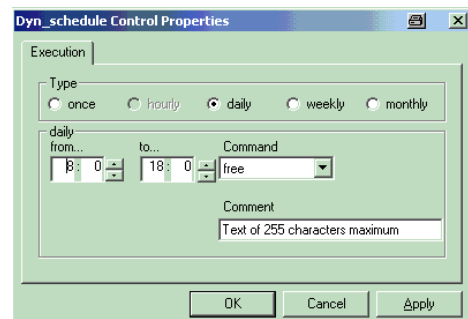 Dyn_schedule Control Properties
Execution
Type
once hourly daily weekly monthly
daily
from... to... Command
8: 0 18: 0 free
Comment
Text of 255 characters maximum
OK Cancel Apply